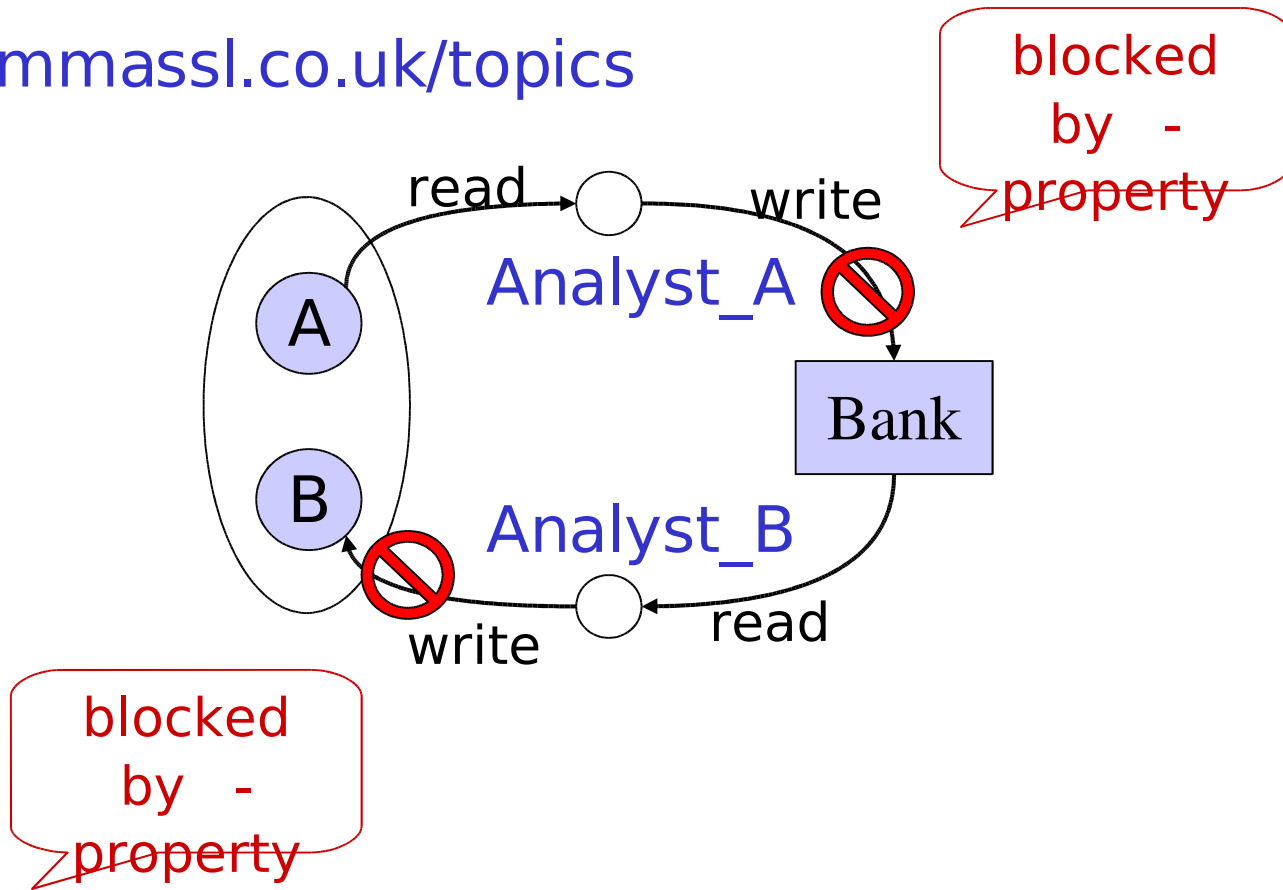 mmassl.co.uk/topics
blocked
by -
property
read
write
Analyst_A
A
Bank
B
Analyst_B
read
write
blocked
by -
property